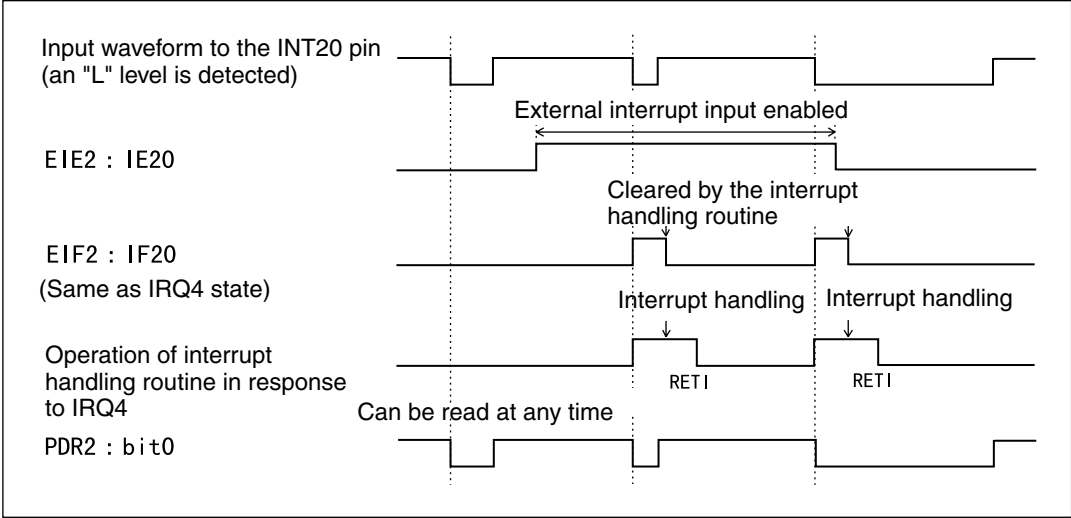 Input waveform to the INT20 pin
(an "L" level is detected)
External interrupt input enabled
EIE2 : IE20
Cleared by the interrupt
handling routine
EIF2 : IF20
(Same as IRQ4 state)
Interrupt handling
Interrupt handling
Operation of interrupt
handling routine in response
to IRQ4
RETI
RETI
Can be read at any time
PDR2 : bit0